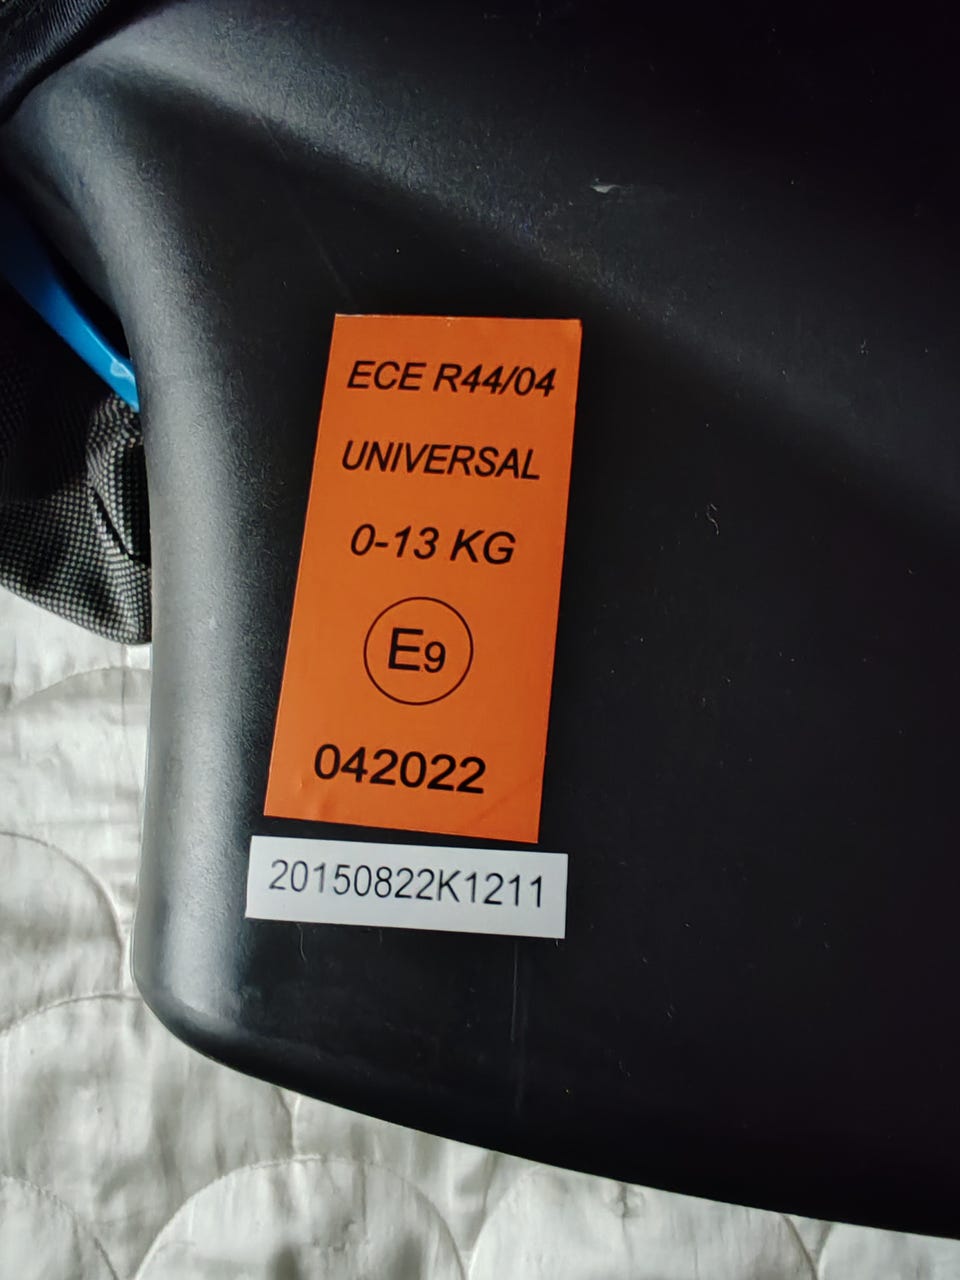 ECE R44/04
UNIVERSAL
0-13 KG
E9
042022
20150822K1211